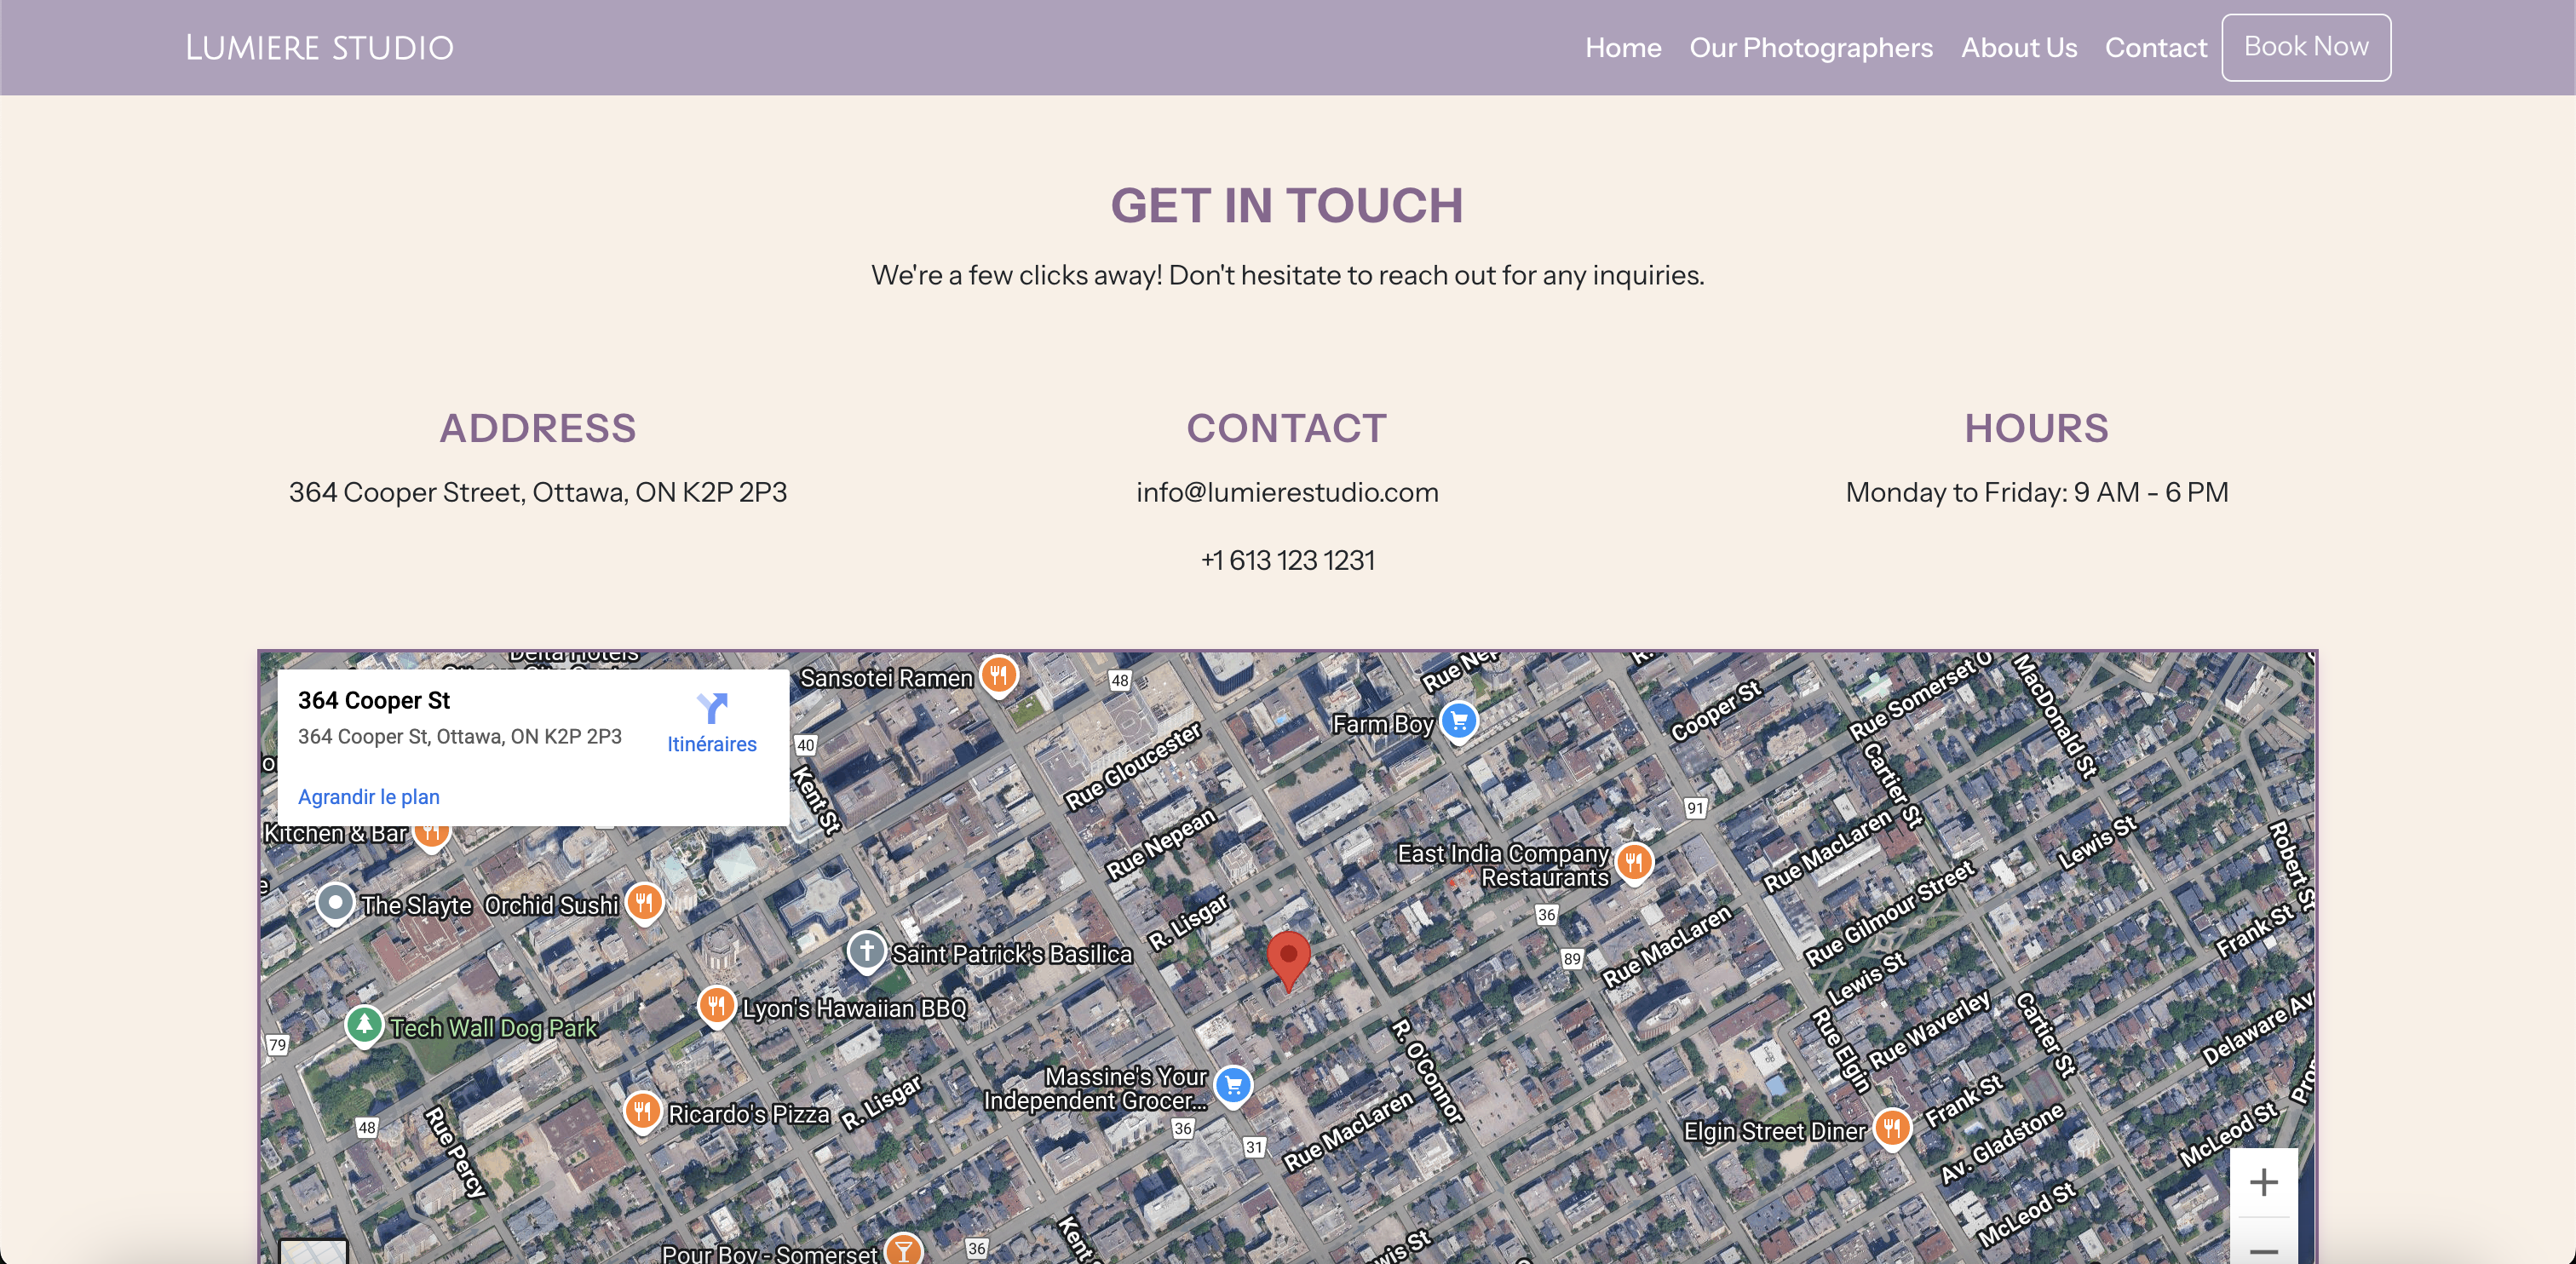 LUMIERE STUDIO
Home Our Photographers About Us Contact Book Now
GET IN TOUCH
We're a few clicks away! Don't hesitate to reach out for any inquiries.
ADDRESS
364 Cooper Street, Ottawa, ON K2P 2P3
CONTACT
info@lumierestudio.com
+1 613 123 1231
HOURS
Monday to Friday: 9 AM - 6 PM
364 Cooper St
364 Cooper St, Ottawa, ON K2P 2P3
Itinéraires
Agrandir le plan
Delta Hotels
Sansotei Ramen
48
Rue Nep
Cooper St
Rue Somerset O
MacDonald St
Farm Boy
40
Kent St
Rue Gloucester
Cartier St
91
Kitchen & Bar
Rue Nepean
East India Company
Restaurants
Rue MacLaren
Lewis St
Robert St
The Slayte
Orchid Sushi
R. Lisgar
36
Rue Gilmour Street
Frank St
Saint Patrick's Basilica
89
Rue MacLaren
Lewis St
Lyon's Hawaiian BBQ
Tech Wall Dog Park
79
R. O'Connor
Rue Elgin
Rue Waverley
Cartier St
Delaware Av
Massine's Your
Independent Grocer...
Ricardo's Pizza
R. Lisgar
48
Rue Percy
36
31
Rue MacLaren
Elgin Street Diner
Frank St
Av. Gladstone
McLeod St
McLeod St
Pour Boy - Somerset
36
Kent
wis St